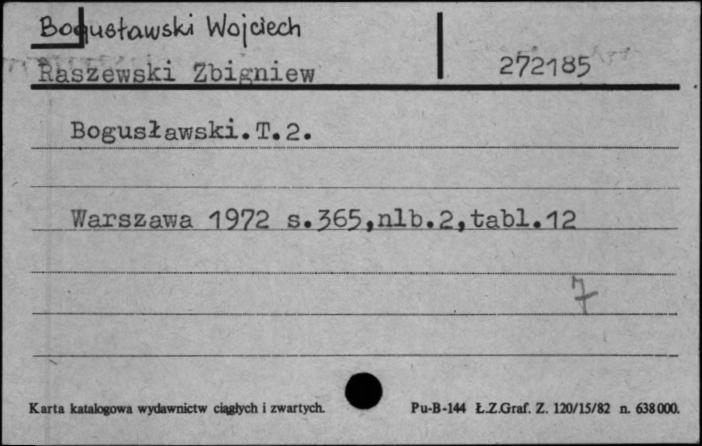 Bogusławski Wojciech
Raszewski Zbigniew
272185
Bogusławski.T.2.
Warszawa 1972 s.365,nlb.2,tabl.12
7
Karta katalogowa wydawnictw ciągłych i zwartych.
Pu-B-144 Ł.Z.Graf. Z. 120/15/82 n. 638000.